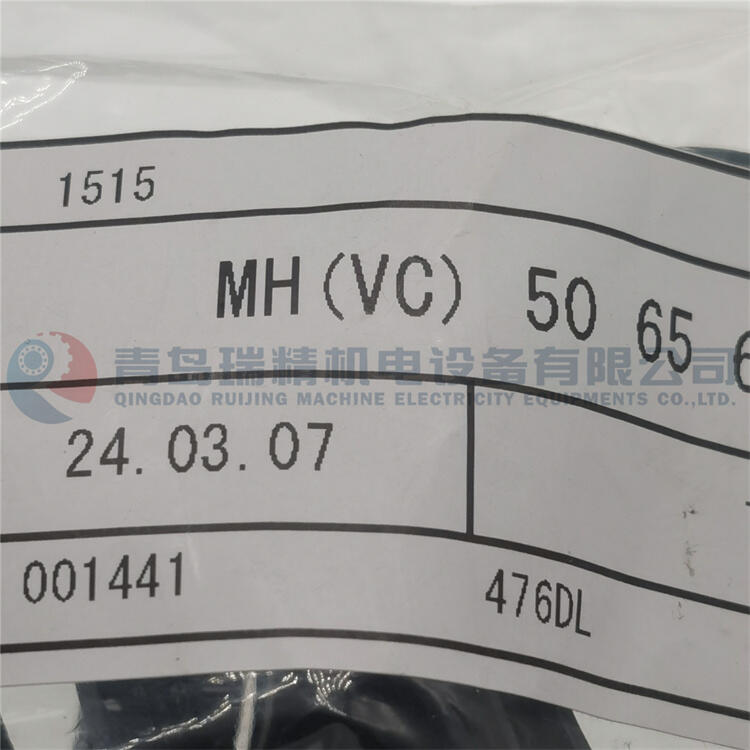 1515
MH(VC) 50 65 6
青岛瑞精机电设备有限公司
QINGDAO RUIJING MACHINE ELECTRICITY EQUIPMENTS CO.,LTD.
24.03.07
001441
476DL